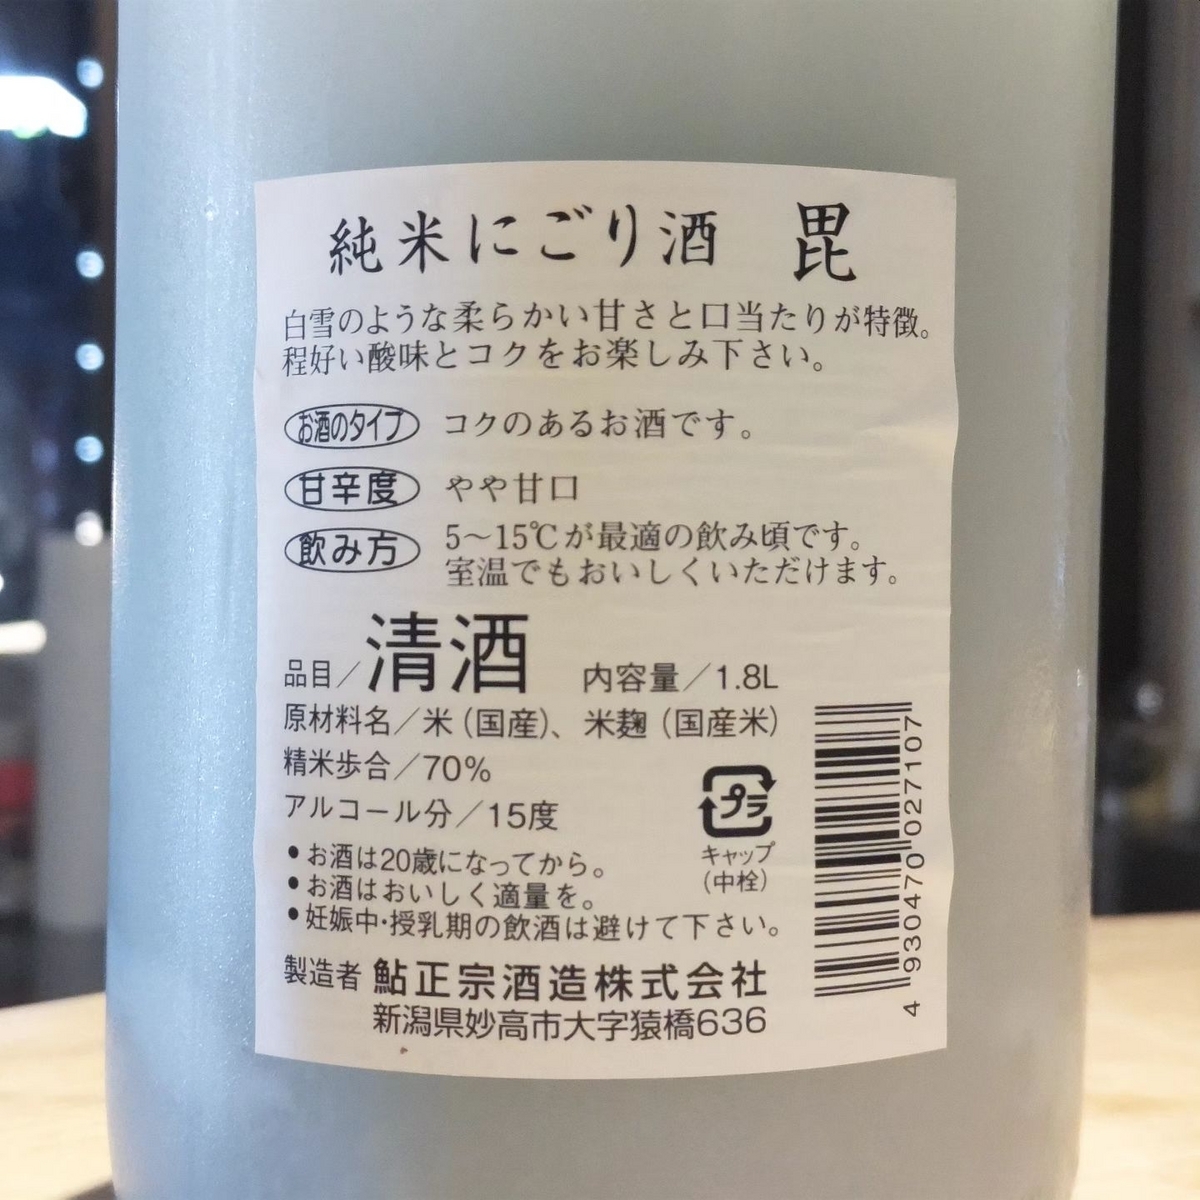 純米にごり酒 毘
白雪のような柔らかい甘さと口当たりが特徴。
程好い酸味とコクをお楽しみ下さい。
お酒のタイプ コクのあるお酒です。
甘辛度 やや甘口
飲み方 5～15℃が最適の飲み頃です。
室温でもおいしくいただけます。
品目／清酒 内容量／1.8L
原材料名／米（国産）、米麹（国産米）
精米歩合／70％
アルコール分／15度
プラ
キャップ
（中栓）
●お酒は20歳になってから。
●お酒はおいしく適量を。
●妊娠中・授乳期の飲酒は避けて下さい。
製造者 鮎正宗酒造株式会社
新潟県妙高市大字猿橋636
4 930470 027107